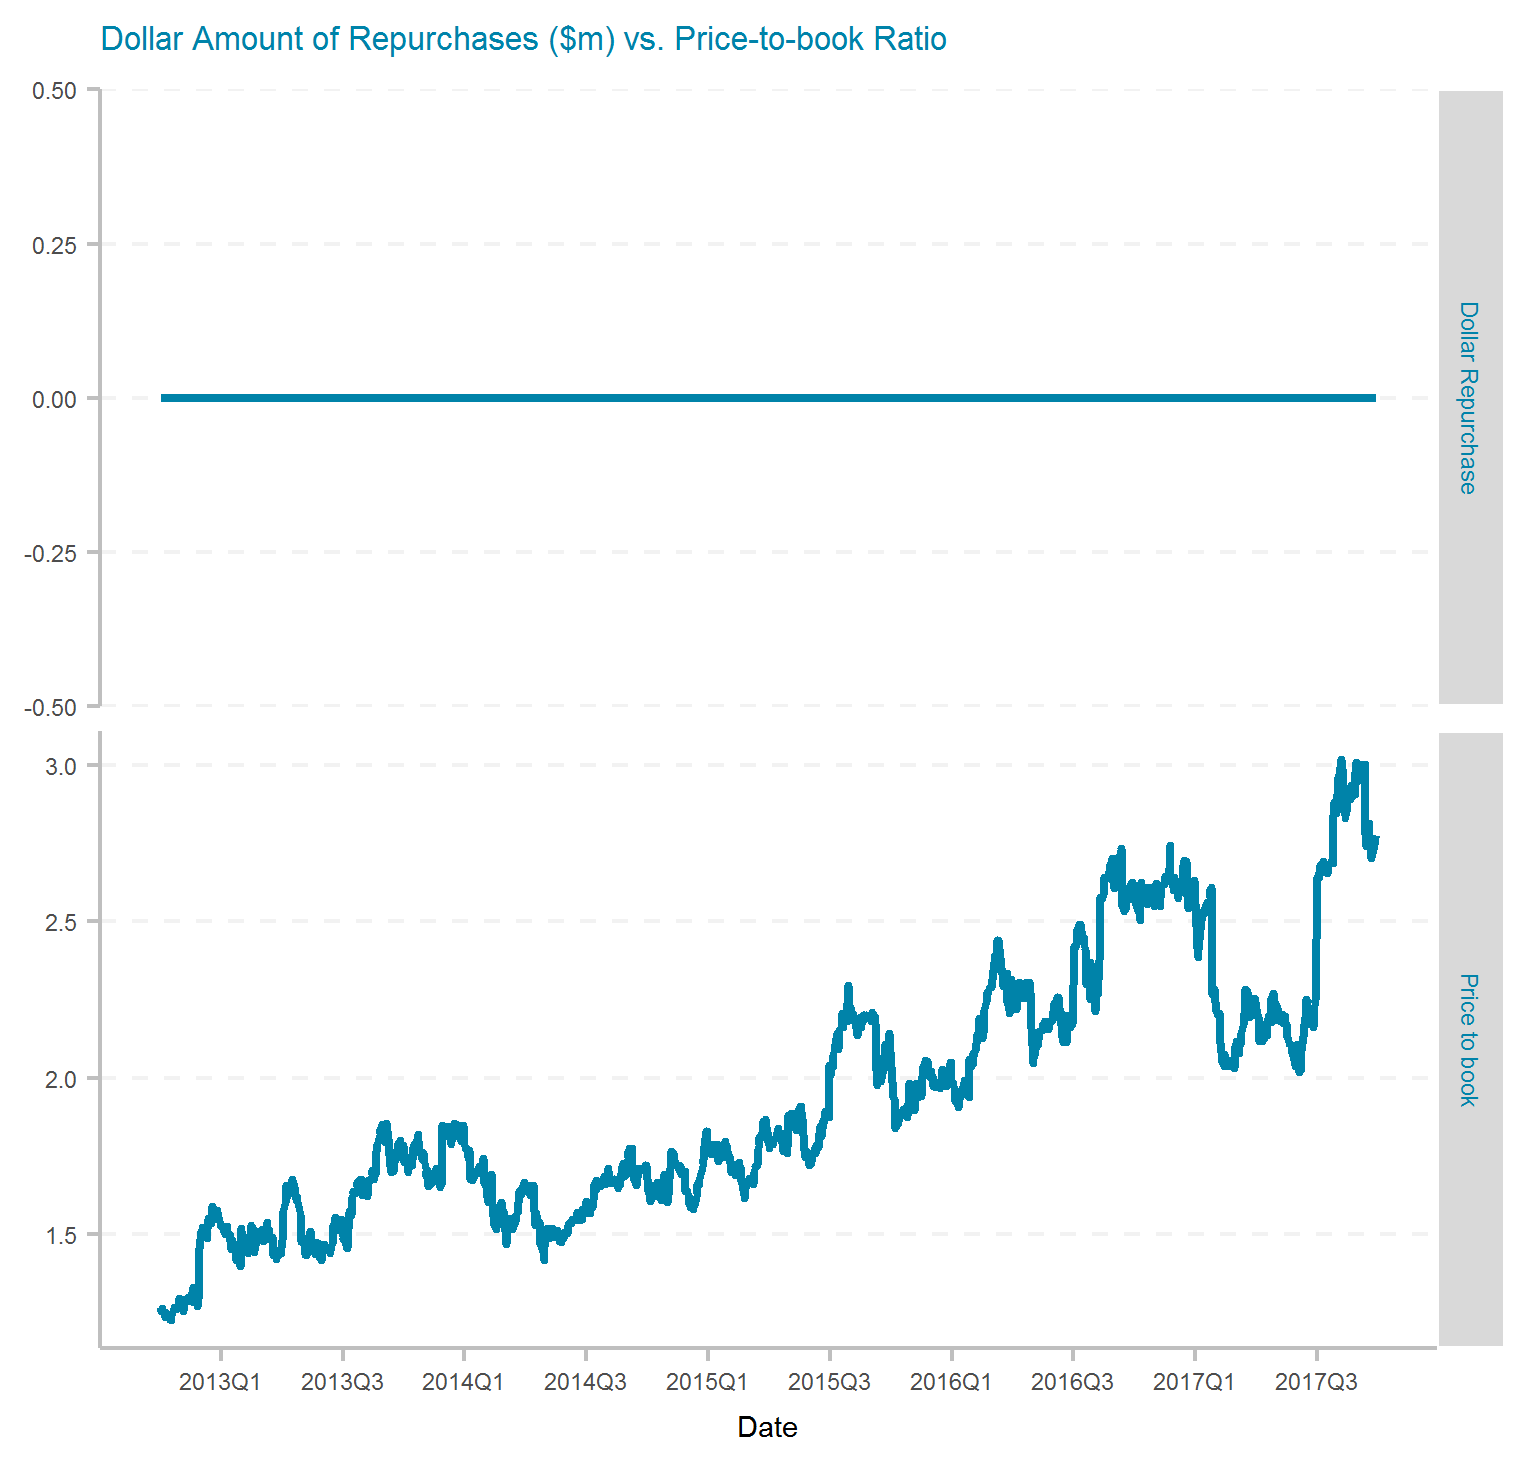 Dollar Amount of Repurchases ($m) vs. Price-to-book Ratio
0.50
0.25
0.00
-0.25
-0.50
Dollar Repurchase
3.0
2.5
2.0
1.5
Price to book
2013Q1 2013Q3 2014Q1 2014Q3 2015Q1 2015Q3 2016Q1 2016Q3 2017Q1 2017Q3
Date